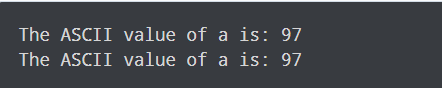 The ASCII value of a is: 97
The ASCII value of a is: 97